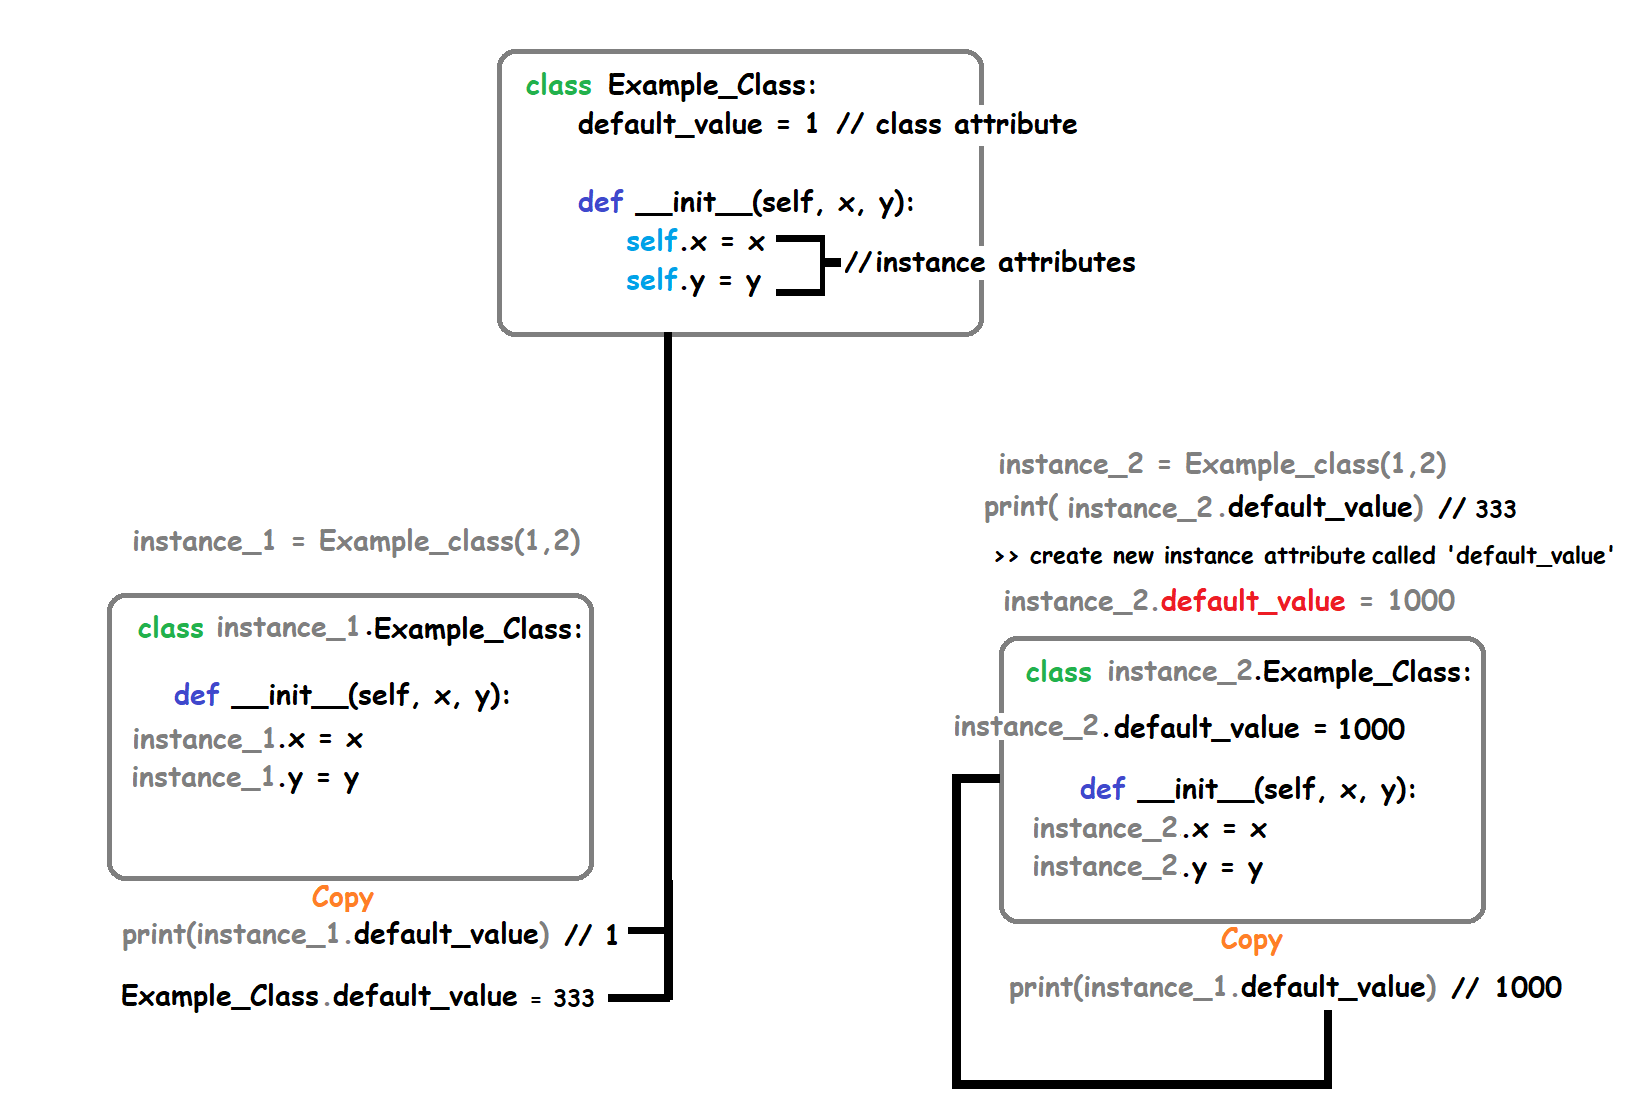 class Example_Class:
default_value = 1 // class attribute
def __init__(self, x, y):
self.x = x
self.y = y
//instance attributes
instance_1 = Example_class(1,2)
class instance_1.Example_Class:
def __init__(self, x, y):
instance_1.x = x
instance_1.y = y
Copy
print(instance_1.default_value) // 1
Example_Class.default_value = 333
instance_2 = Example_class(1,2)
print( instance_2.default_value) // 333
>> create new instance attribute called 'default_value'
instance_2.default_value = 1000
class instance_2.Example_Class:
instance_2.default_value = 1000
def __init__(self, x, y):
instance_2.x = x
instance_2.y = y
Copy
print(instance_1.default_value) // 1000